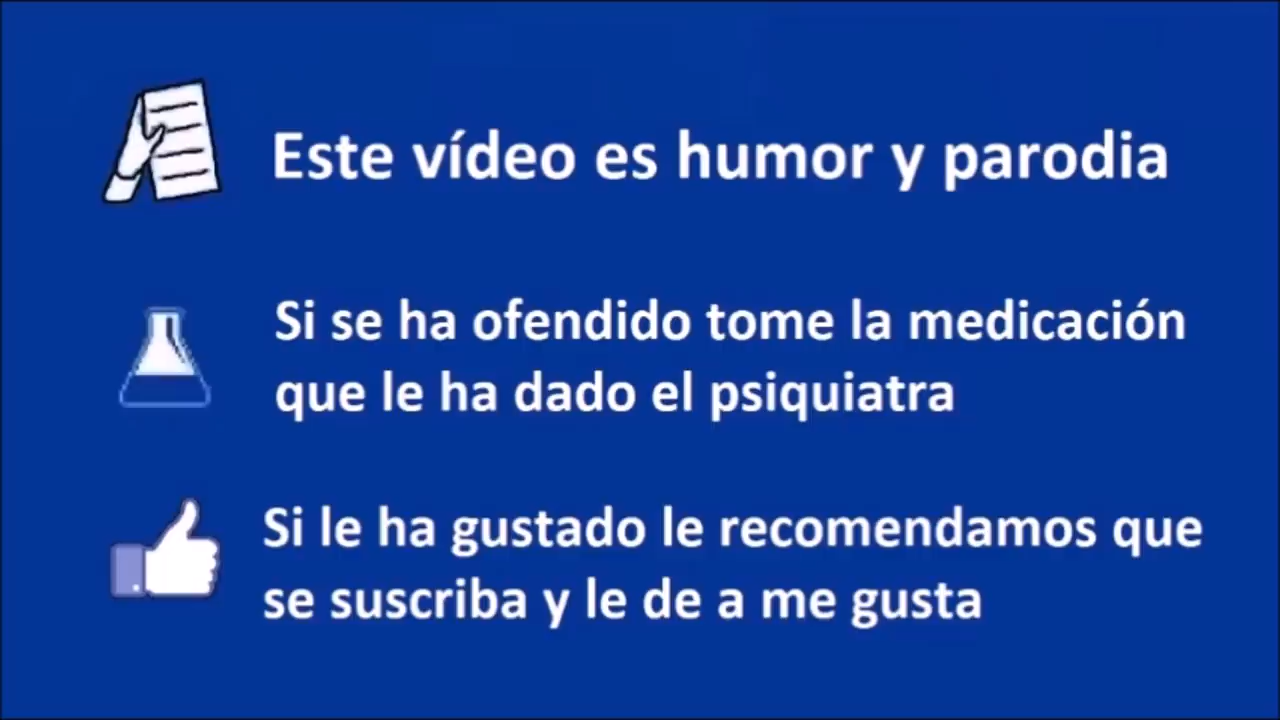 Este vídeo es humor y parodia
Si se ha ofendido tome la medicación
que le ha dado el psiquiatra
Si le ha gustado le recomendamos que
se suscriba y le de a me gusta